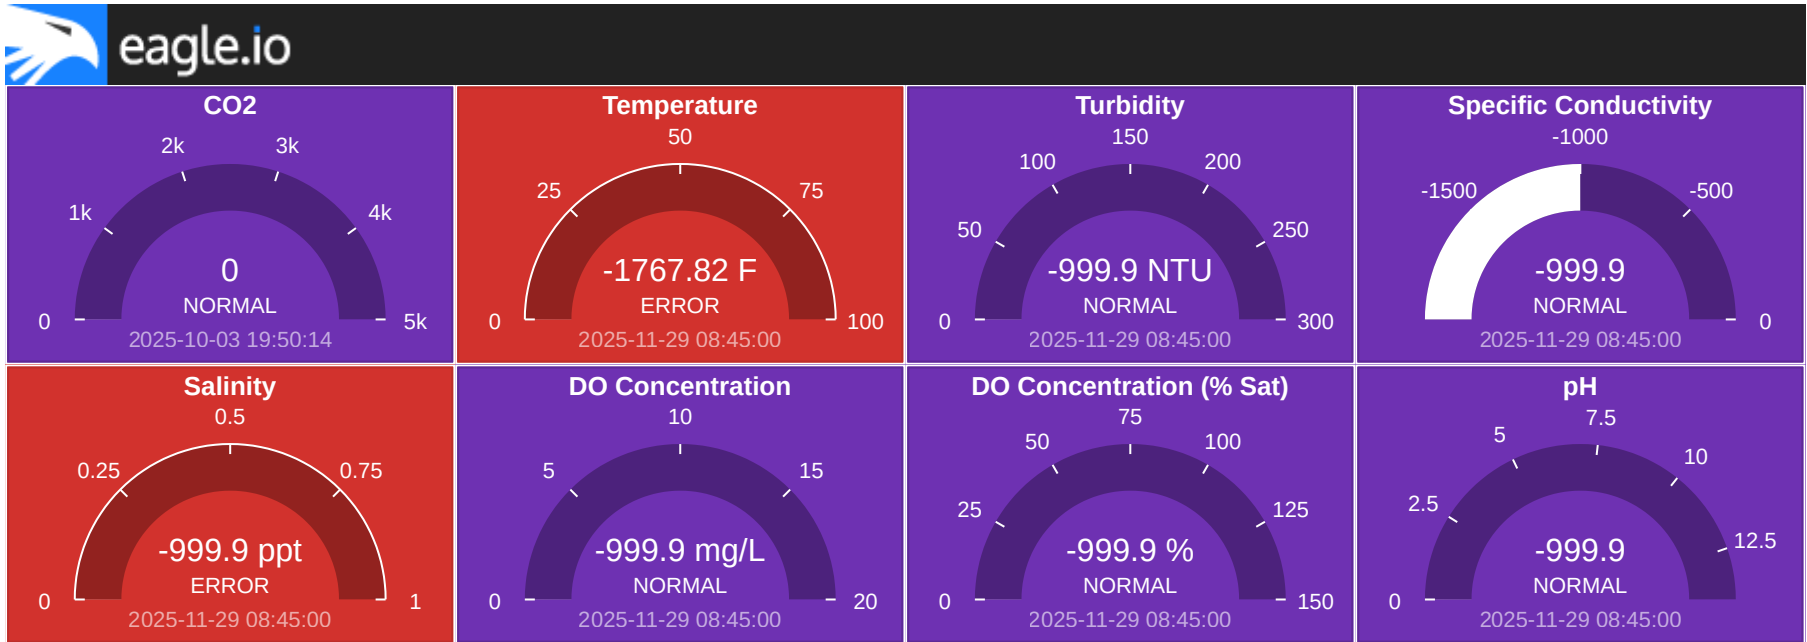 eagle.io
CO2
2k
3k
1k
4k
0
NORMAL
0
5k
2025-10-03 19:50:14
Temperature
50
25
75
-1767.82 F
ERROR
0
100
2025-11-29 08:45:00
Turbidity
150
100
200
50
250
-999.9 NTU
NORMAL
0
300
2025-11-29 08:45:00
Specific Conductivity
-1000
-1500
-500
-999.9
NORMAL
0
2025-11-29 08:45:00
Salinity
0.5
0.25
0.75
-999.9 ppt
ERROR
0
1
2025-11-29 08:45:00
DO Concentration
10
5
15
-999.9 mg/L
NORMAL
0
20
2025-11-29 08:45:00
DO Concentration (% Sat)
75
50
100
25
125
-999.9 %
NORMAL
0
150
2025-11-29 08:45:00
pH
7.5
5
10
2.5
12.5
-999.9
NORMAL
0
2025-11-29 08:45:00